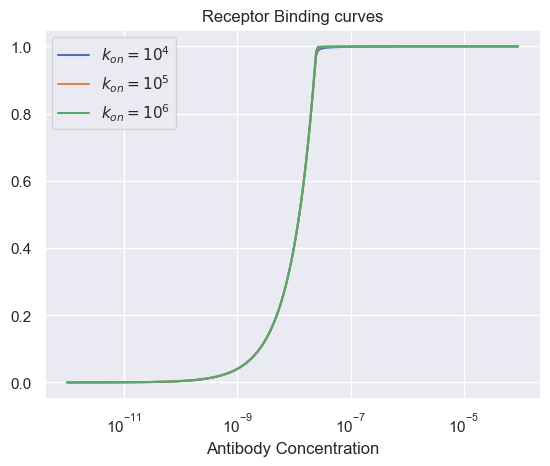 Receptor Binding curves
k_on = 10^4
k_on = 10^5
k_on = 10^6
1.0
0.8
0.6
0.4
0.2
0.0
10^−11
10^−9
10^−7
10^−5
Antibody Concentration